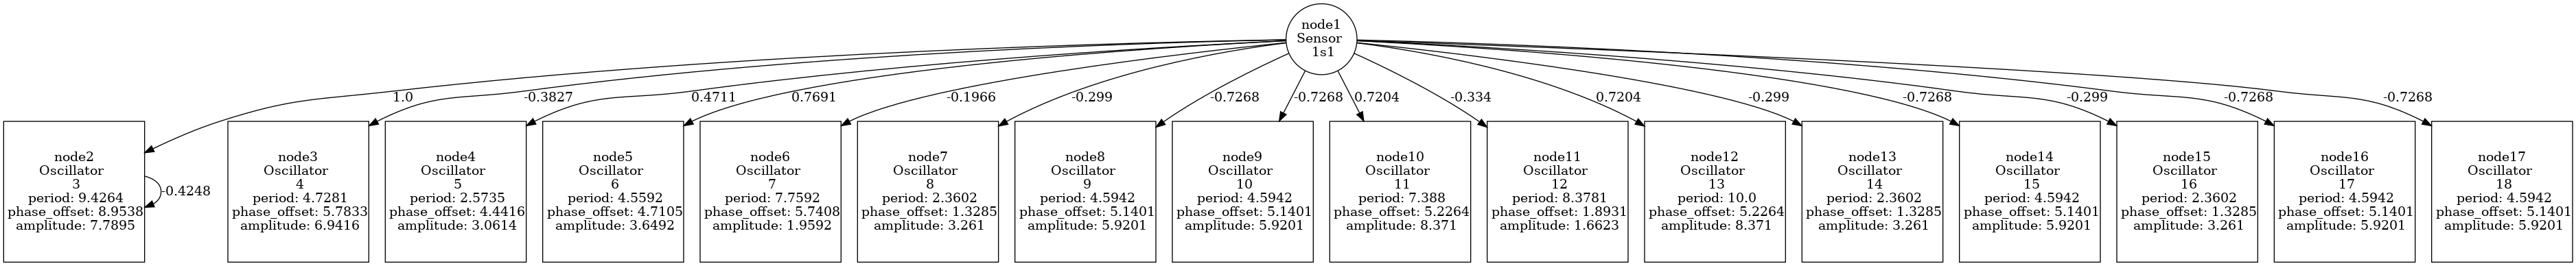 node1
Sensor
1s1
1.0
-0.3827
0.4711
0.7691
-0.1966
-0.299
-0.7268
-0.7268
0.7204
-0.334
0.7204
-0.299
-0.7268
-0.299
-0.7268
-0.7268
node2
Oscillator
3
period: 9.4264
phase_offset: 8.9538
amplitude: 7.7895
-0.4248
node3
Oscillator
4
period: 4.7281
phase_offset: 5.7833
amplitude: 6.9416
node4
Oscillator
5
period: 2.5735
phase_offset: 4.4416
amplitude: 3.0614
node5
Oscillator
6
period: 4.5592
phase_offset: 4.7105
amplitude: 3.6492
node6
Oscillator
7
period: 7.7592
phase_offset: 5.7408
amplitude: 1.9592
node7
Oscillator
8
period: 2.3602
phase_offset: 1.3285
amplitude: 3.261
node8
Oscillator
9
period: 4.5942
phase_offset: 5.1401
amplitude: 5.9201
node9
Oscillator
10
period: 4.5942
phase_offset: 5.1401
amplitude: 5.9201
node10
Oscillator
11
period: 7.388
phase_offset: 5.2264
amplitude: 8.371
node11
Oscillator
12
period: 8.3781
phase_offset: 1.8931
amplitude: 1.6623
node12
Oscillator
13
period: 10.0
phase_offset: 5.2264
amplitude: 8.371
node13
Oscillator
14
period: 2.3602
phase_offset: 1.3285
amplitude: 3.261
node14
Oscillator
15
period: 4.5942
phase_offset: 5.1401
amplitude: 5.9201
node15
Oscillator
16
period: 2.3602
phase_offset: 1.3285
amplitude: 3.261
node16
Oscillator
17
period: 4.5942
phase_offset: 5.1401
amplitude: 5.9201
node17
Oscillator
18
period: 4.5942
phase_offset: 5.1401
amplitude: 5.9201